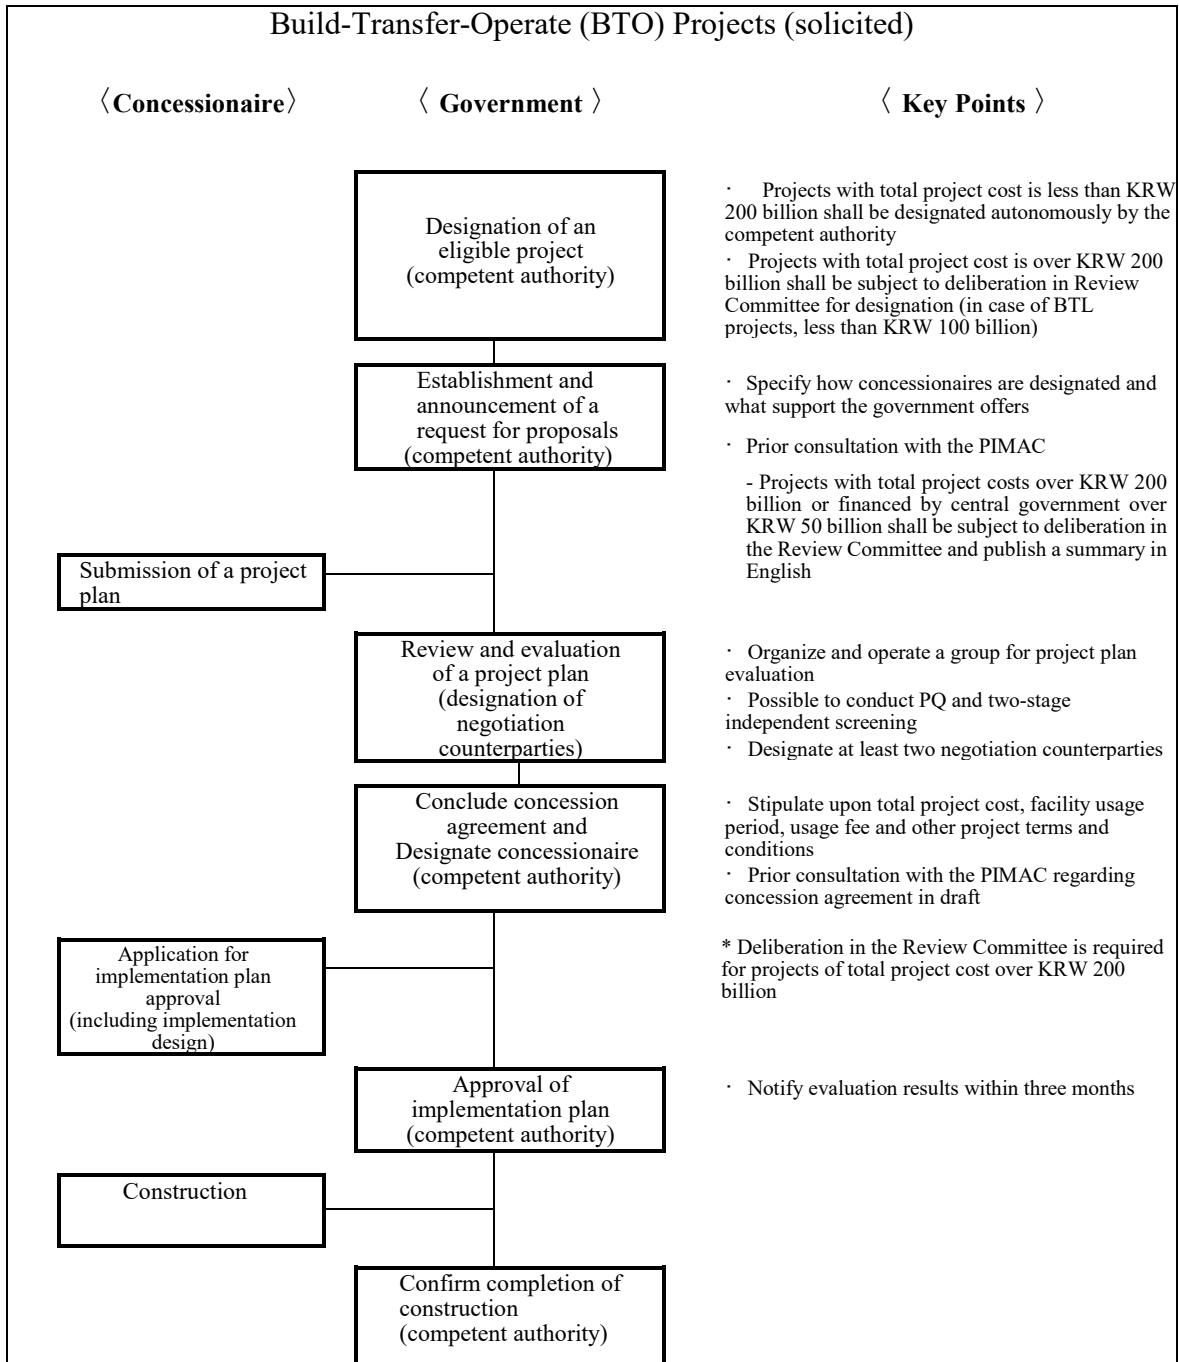 Build-Transfer-Operate (BTO) Projects (solicited)
〈Concessionaire〉
〈 Government 〉
〈 Key Points 〉
Designation of an
eligible project
(competent authority)
· Projects with total project cost is less than KRW
200 billion shall be designated autonomously by the
competent authority
· Projects with total project cost is over KRW 200
billion shall be subject to deliberation in Review
Committee for designation (in case of BTL
projects, less than KRW 100 billion)
Establishment and
announcement of a
request for proposals
(competent authority)
· Specify how concessionaires are designated and
what support the government offers
· Prior consultation with the PIMAC
- Projects with total project costs over KRW 200
billion or financed by central government over
KRW 50 billion shall be subject to deliberation in
the Review Committee and publish a summary in
English
Submission of a project
plan
Review and evaluation
of a project plan
(designation of
negotiation
counterparties)
· Organize and operate a group for project plan
evaluation
· Possible to conduct PQ and two-stage
independent screening
· Designate at least two negotiation counterparties
Conclude concession
agreement and
Designate concessionaire
(competent authority)
· Stipulate upon total project cost, facility usage
period, usage fee and other project terms and
conditions
· Prior consultation with the PIMAC regarding
concession agreement in draft
Application for
implementation plan
approval
(including implementation
design)
* Deliberation in the Review Committee is required
for projects of total project cost over KRW 200
billion
Approval of
implementation plan
(competent authority)
· Notify evaluation results within three months
Construction
Confirm completion of
construction
(competent authority)